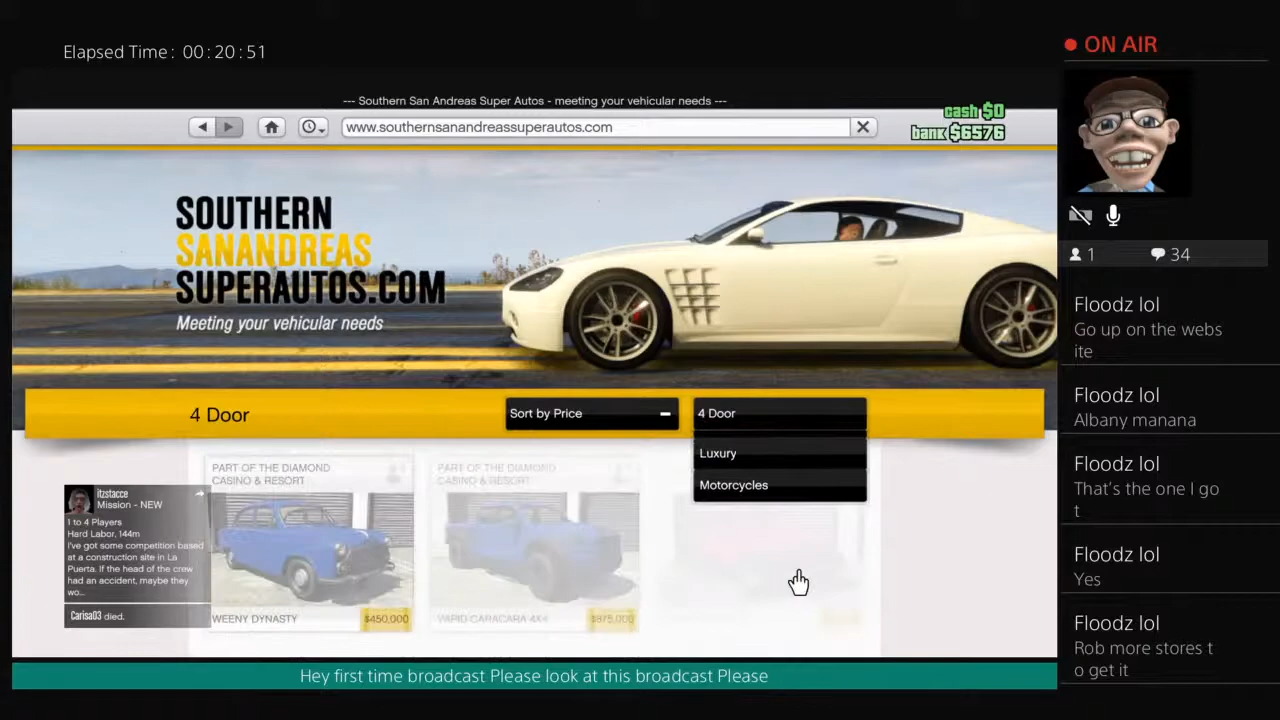 Elapsed Time: 00:20:51
ON AIR
--- Southern San Andreas Super Autos - meeting your vehicular needs ---
www.southernsanandreassuperautos.com
cash $0
bank $6576
SOUTHERN
SANANDREAS
SUPERAUTOS.COM
Meeting your vehicular needs
4 Door
Sort by Price
4 Door
Luxury
Motorcycles
PART OF THE DIAMOND
CASINO & RESORT
PART OF THE DIAMOND
CASINO & RESORT
WEENY DYNASTY
$450,000
VAPID CARACARA 4X4
$875,000
itzstacce
Mission - NEW
1 to 4 Players
Hard Labor, 144m
I've got some competition based
at a construction site in La
Puerta. If the head of the crew
had an accident, maybe they
wo...
Carisa03 died.
Hey first time broadcast Please look at this broadcast Please
1
34
Floodz lol
Go up on the webs
ite
Floodz lol
Albany manana
Floodz lol
That's the one I go
t
Floodz lol
Yes
Floodz lol
Rob more stores t
o get it